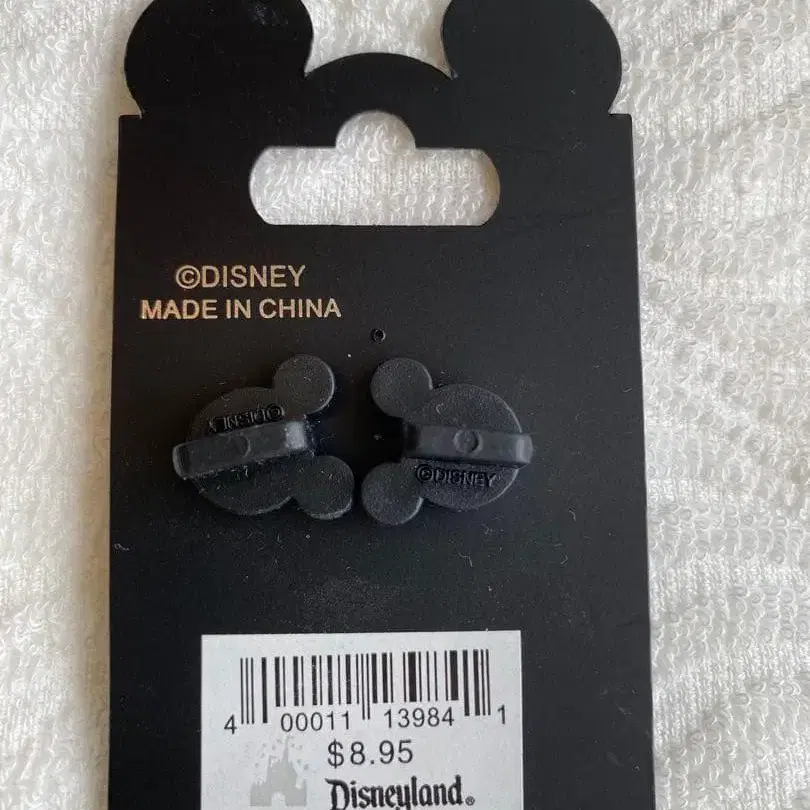 ©DISNEY
MADE IN CHINA
©DISNEY
©DISNEY
4 00011 13984 1
$8.95
Disneyland®